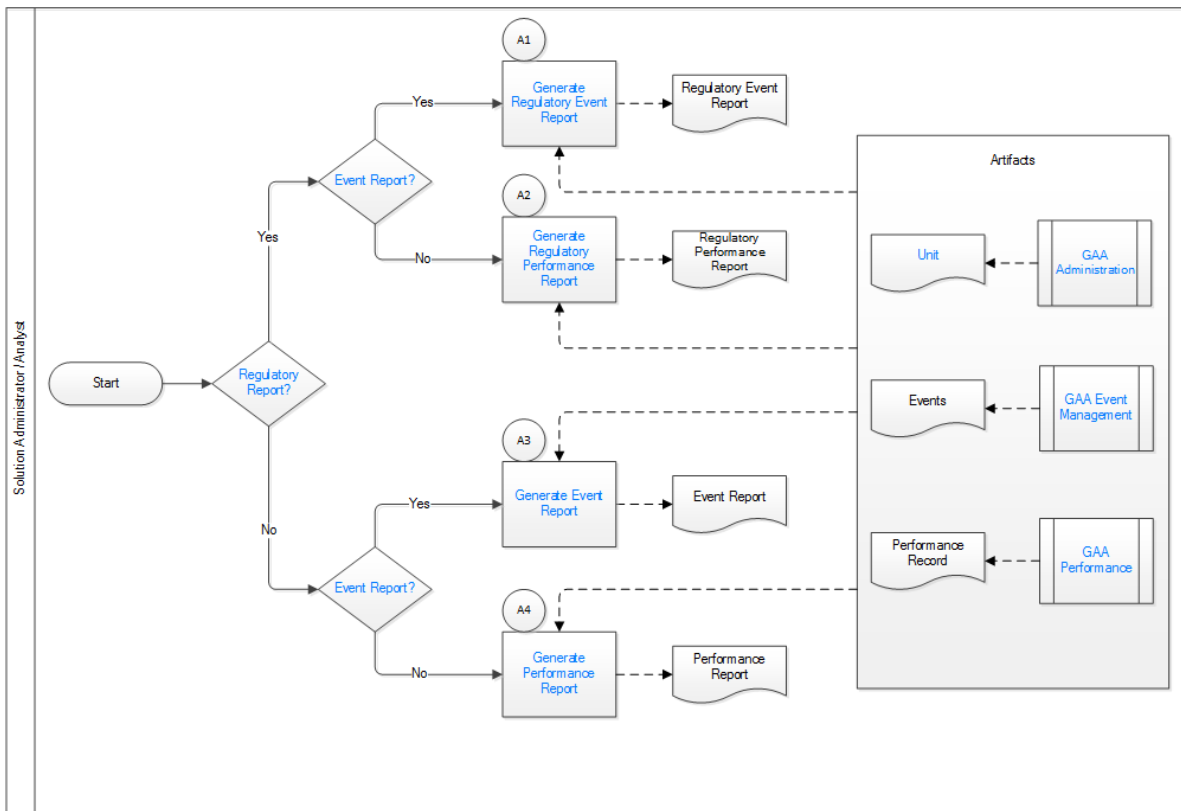 Solution Administrator / Analyst
Start
Regulatory
Report?
Yes
No
Event Report?
Yes
No
A1
Generate
Regulatory Event
Report
Regulatory Event
Report
A2
Generate
Regulatory
Performance
Report
Regulatory
Performance
Report
Event Report?
Yes
No
A3
Generate Event
Report
Event Report
A4
Generate
Performance
Report
Performance
Report
Artifacts
Unit
GAA
Administration
Events
GAA Event
Management
Performance
Record
GAA
Performance